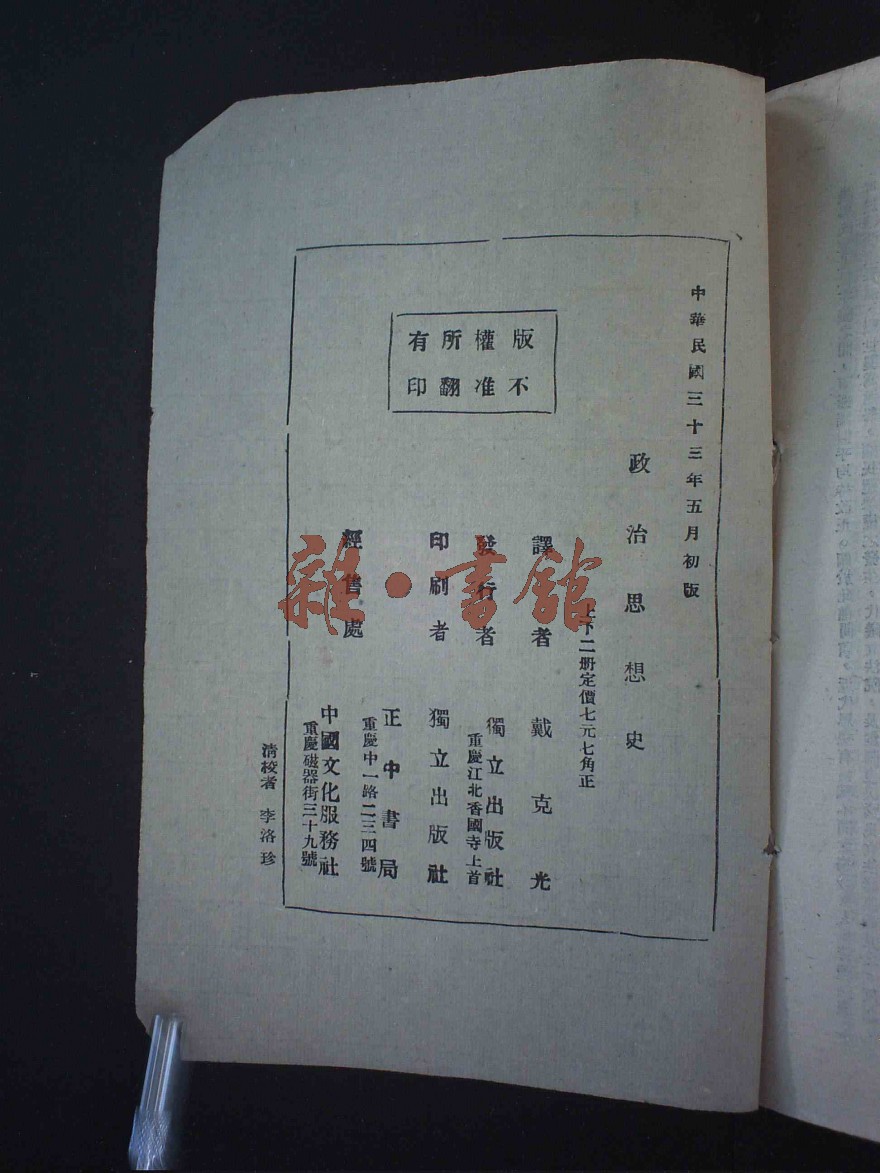 中華民國三十三年五月初版
政治思想史
上下二册定價七元七角正
版權所有
不准翻印
譯者 戴克光
發行者 獨立出版社
重慶江北香國寺上首
印刷者 獨立出版社
經售處 正中書局
重慶中一路二三四號
中國文化服務社
重慶磁器街三十九號
清校者 李洛珍
雜·書館